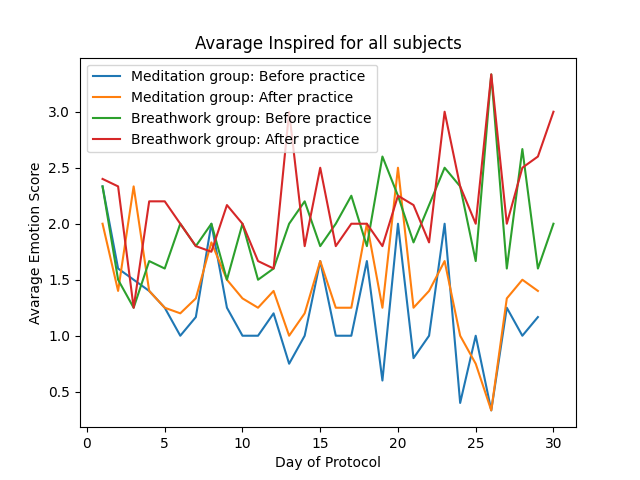 Avarage Inspired for all subjects
Meditation group: Before practice
Meditation group: After practice
Breathwork group: Before practice
Breathwork group: After practice
Avarage Emotion Score
3.0
2.5
2.0
1.5
1.0
0.5
0 5 10 15 20 25 30
Day of Protocol